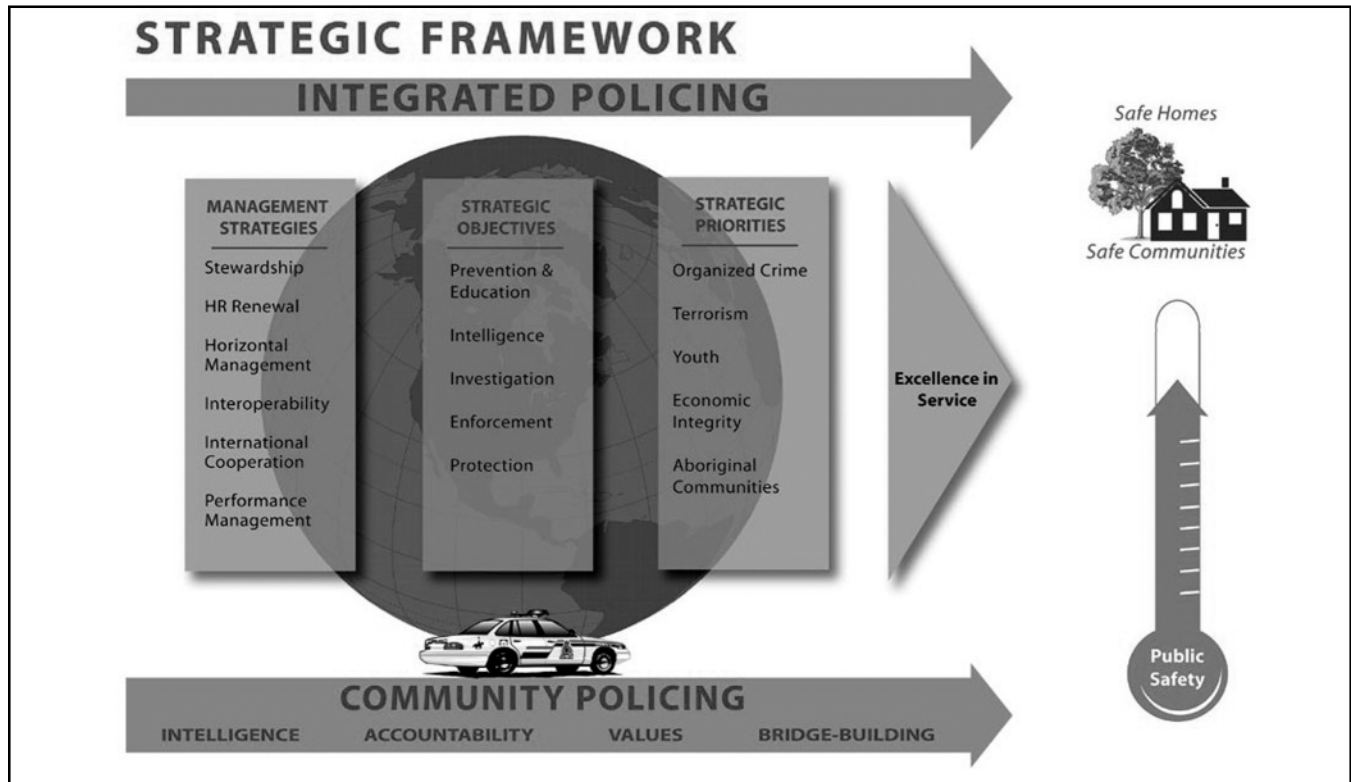 STRATEGIC FRAMEWORK
INTEGRATED POLICING
MANAGEMENT
STRATEGIES
Stewardship
HR Renewal
Horizontal
Management
Interoperability
International
Cooperation
Performance
Management
STRATEGIC
OBJECTIVES
Prevention &
Education
Intelligence
Investigation
Enforcement
Protection
STRATEGIC
PRIORITIES
Organized Crime
Terrorism
Youth
Economic
Integrity
Aboriginal
Communities
Excellence in
Service
Safe Homes
Safe Communities
Public
Safety
COMMUNITY POLICING
INTELLIGENCE ACCOUNTABILITY VALUES BRIDGE-BUILDING